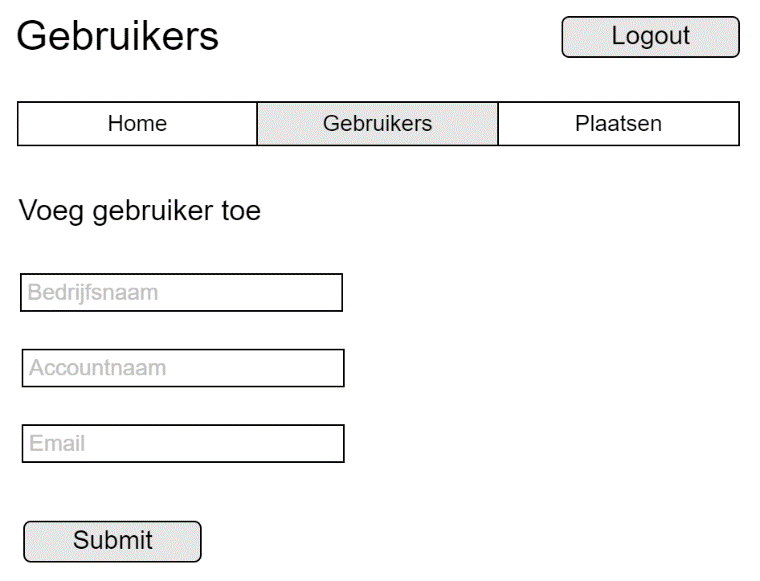 Gebruikers
Logout
Home
Gebruikers
Plaatsen
Voeg gebruiker toe
Bedrijfsnaam
Accountnaam
Email
Submit